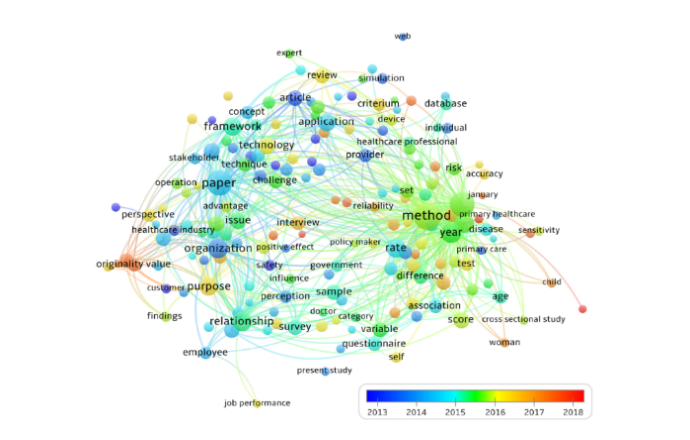 web
expert
review
simulation
article
criterium
database
concept
framework
application
device
individual
technology
healthcare professional
stakeholder
technique
provider
risk
accuracy
operation
paper
challenge
set
january
advantage
reliability
perspective
issue
interview
method
primary healthcare
healthcare industry
year
disease
sensitivity
organization
positive effect
policy maker
rate
primary care
originality value
safety
government
test
influence
difference
child
customer
purpose
perception
sample
age
findings
relationship
survey
doctor
category
association
score
cross sectional study
variable
employee
questionnaire
woman
self
present study
job performance
2013 2014 2015 2016 2017 2018